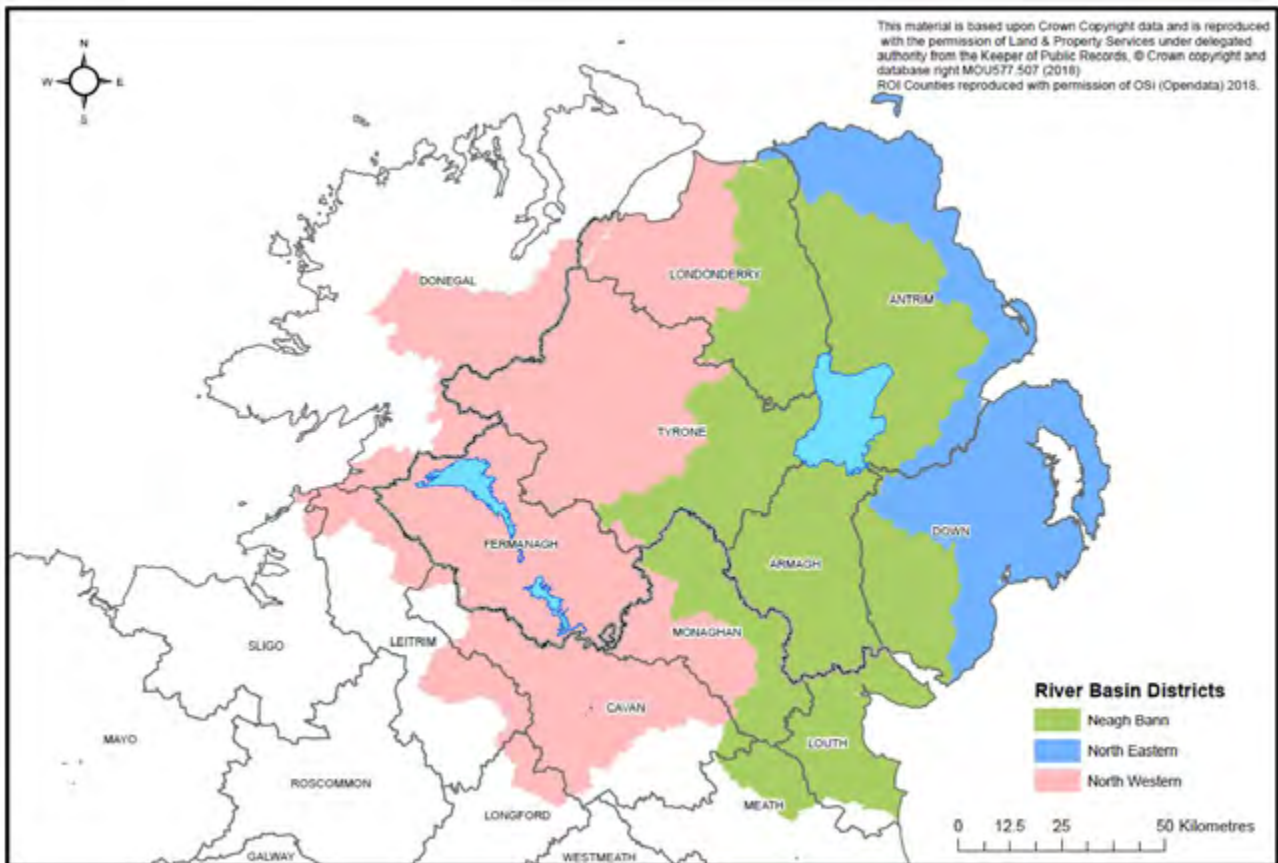 This material is based upon Crown Copyright data and is reproduced
with the permission of Land & Property Services under delegated
authority from the Keeper of Public Records, © Crown copyright and
database right MOU577.507 (2018)
ROI Counties reproduced with permission of OSi (Opendata) 2018.
N
W E
S
LONDONDERRY
DONEGAL
ANTRIM
TYRONE
DOWN
FERMANAGH
ARMAGH
MONAGHAN
LEITRIM
SLIGO
CAVAN
MAYO
LOUTH
ROSCOMMON
MEATH
LONGFORD
GALWAY
WESTMEATH
River Basin Districts
Neagh Bann
North Eastern
North Western
0 12.5 25 50 Kilometres